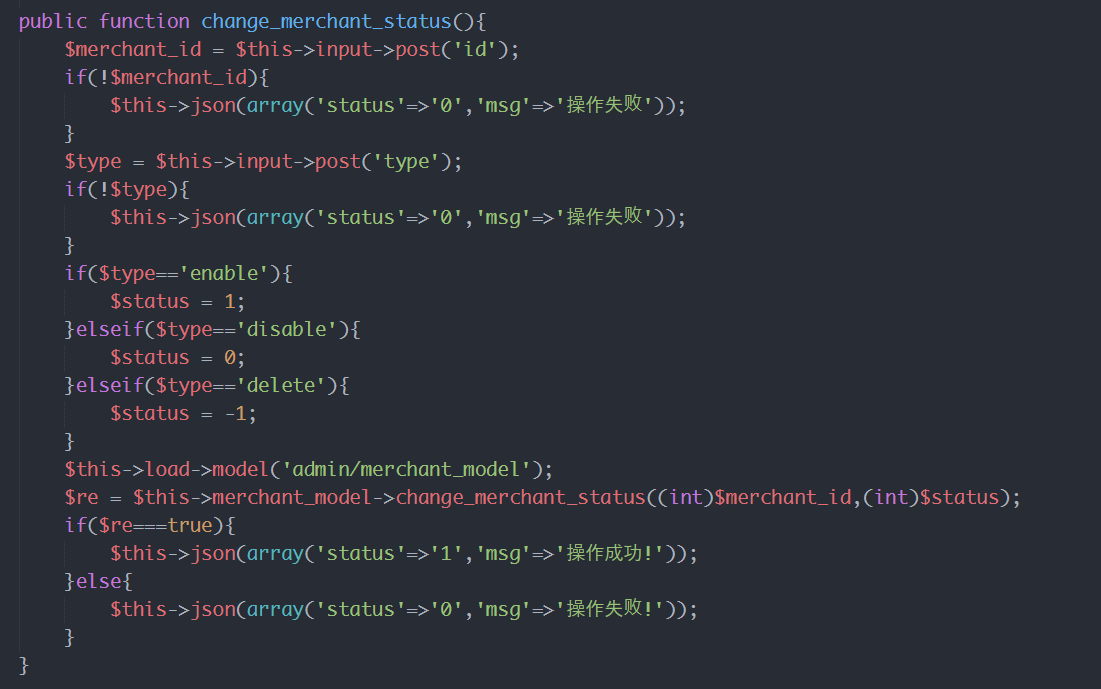 public function change_merchant_status(){
    $merchant_id = $this->input->post('id');
    if(!$merchant_id){
        $this->json(array('status'=>'0','msg'=>'操作失败'));
    }
    $type = $this->input->post('type');
    if(!$type){
        $this->json(array('status'=>'0','msg'=>'操作失败'));
    }
    if($type=='enable'){
        $status = 1;
    }elseif($type=='disable'){
        $status = 0;
    }elseif($type=='delete'){
        $status = -1;
    }
    $this->load->model('admin/merchant_model');
    $re = $this->merchant_model->change_merchant_status((int)$merchant_id,(int)$status);
    if($re===true){
        $this->json(array('status'=>'1','msg'=>'操作成功!'));
    }else{
        $this->json(array('status'=>'0','msg'=>'操作失败!'));
    }
}